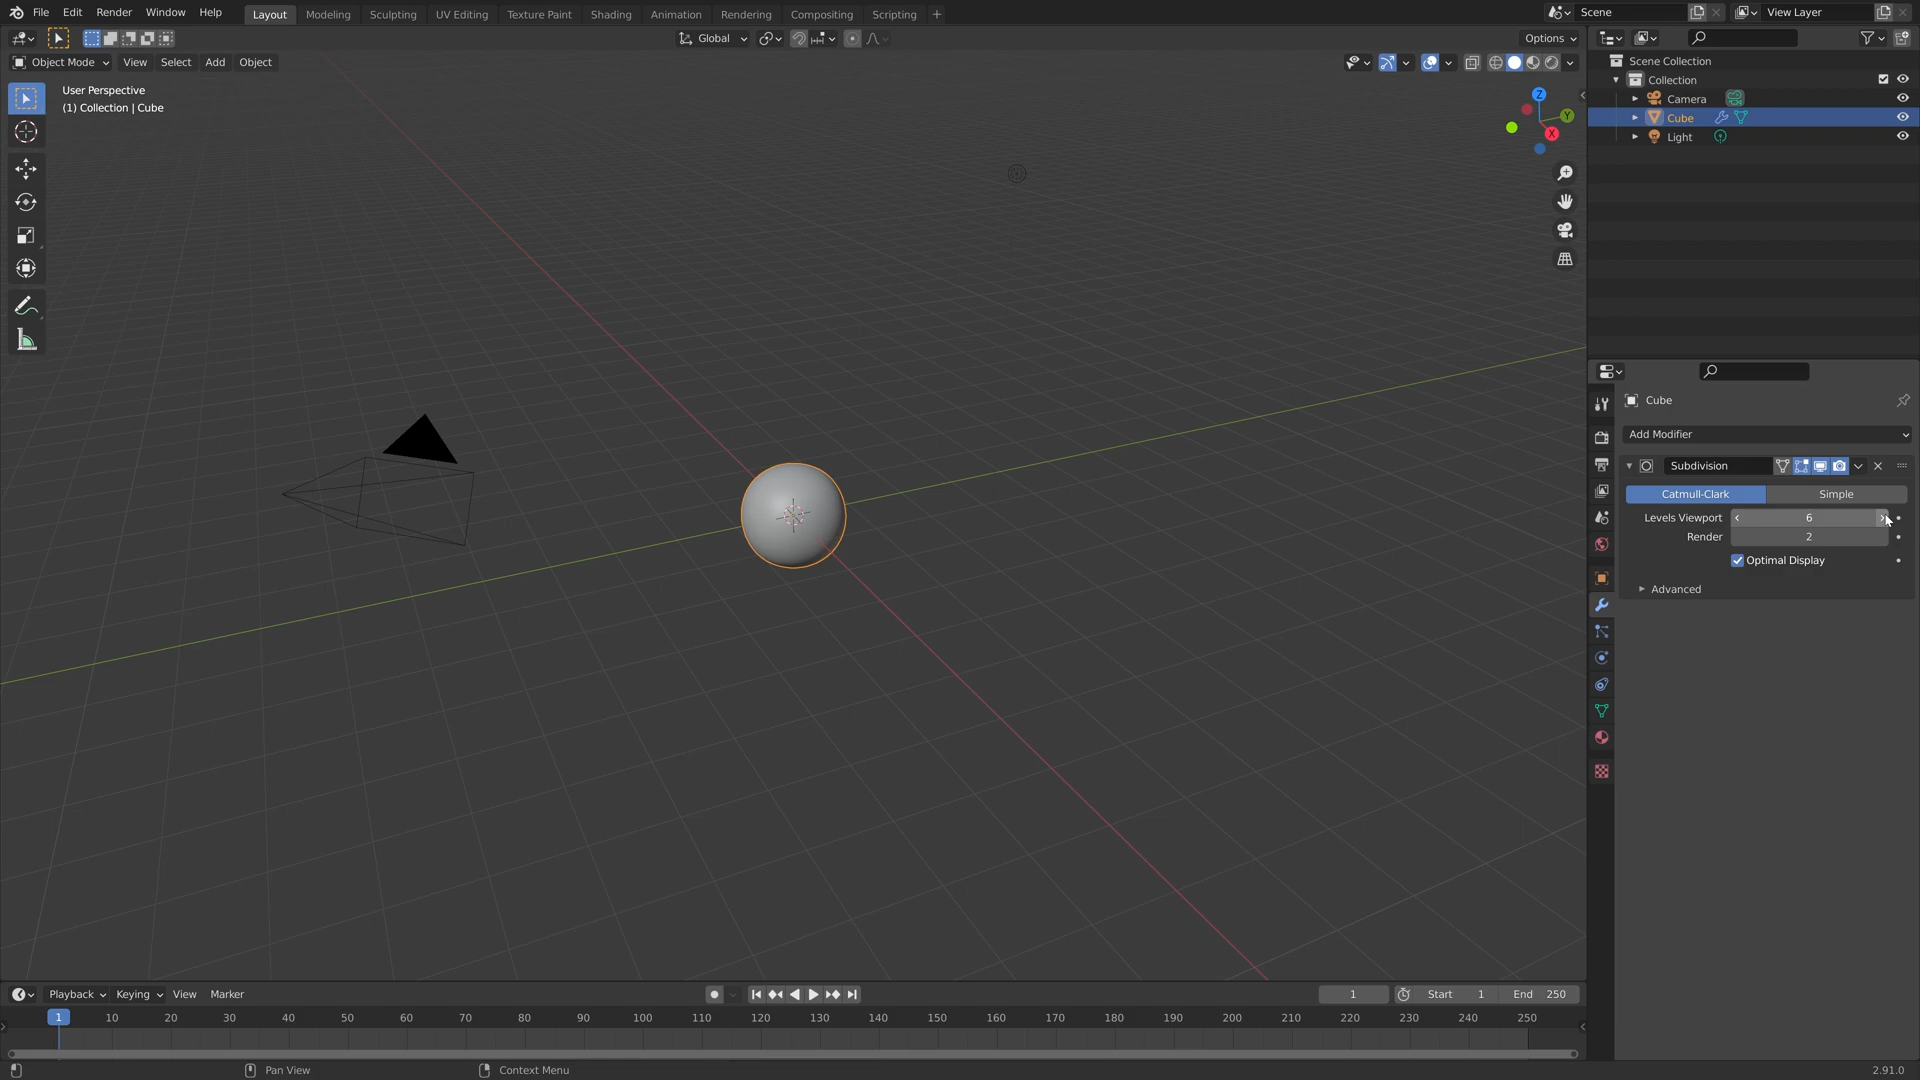 File Edit Render Window Help Layout Modeling Sculpting UV Editing Texture Paint Shading Animation Rendering Compositing Scripting + Scene View Layer
Global Options
Object Mode View Select Add Object
User Perspective
(1) Collection | Cube
Z
Y
X
Scene Collection
Collection
Camera
Cube
Light
Cube
Add Modifier
Subdivision
Catmull-Clark Simple
Levels Viewport 6
Render 2
Optimal Display
Advanced
Playback Keying View Marker 1 Start 1 End 250
1 10 20 30 40 50 60 70 80 90 100 110 120 130 140 150 160 170 180 190 200 210 220 230 240 250
Pan View Context Menu 2.91.0